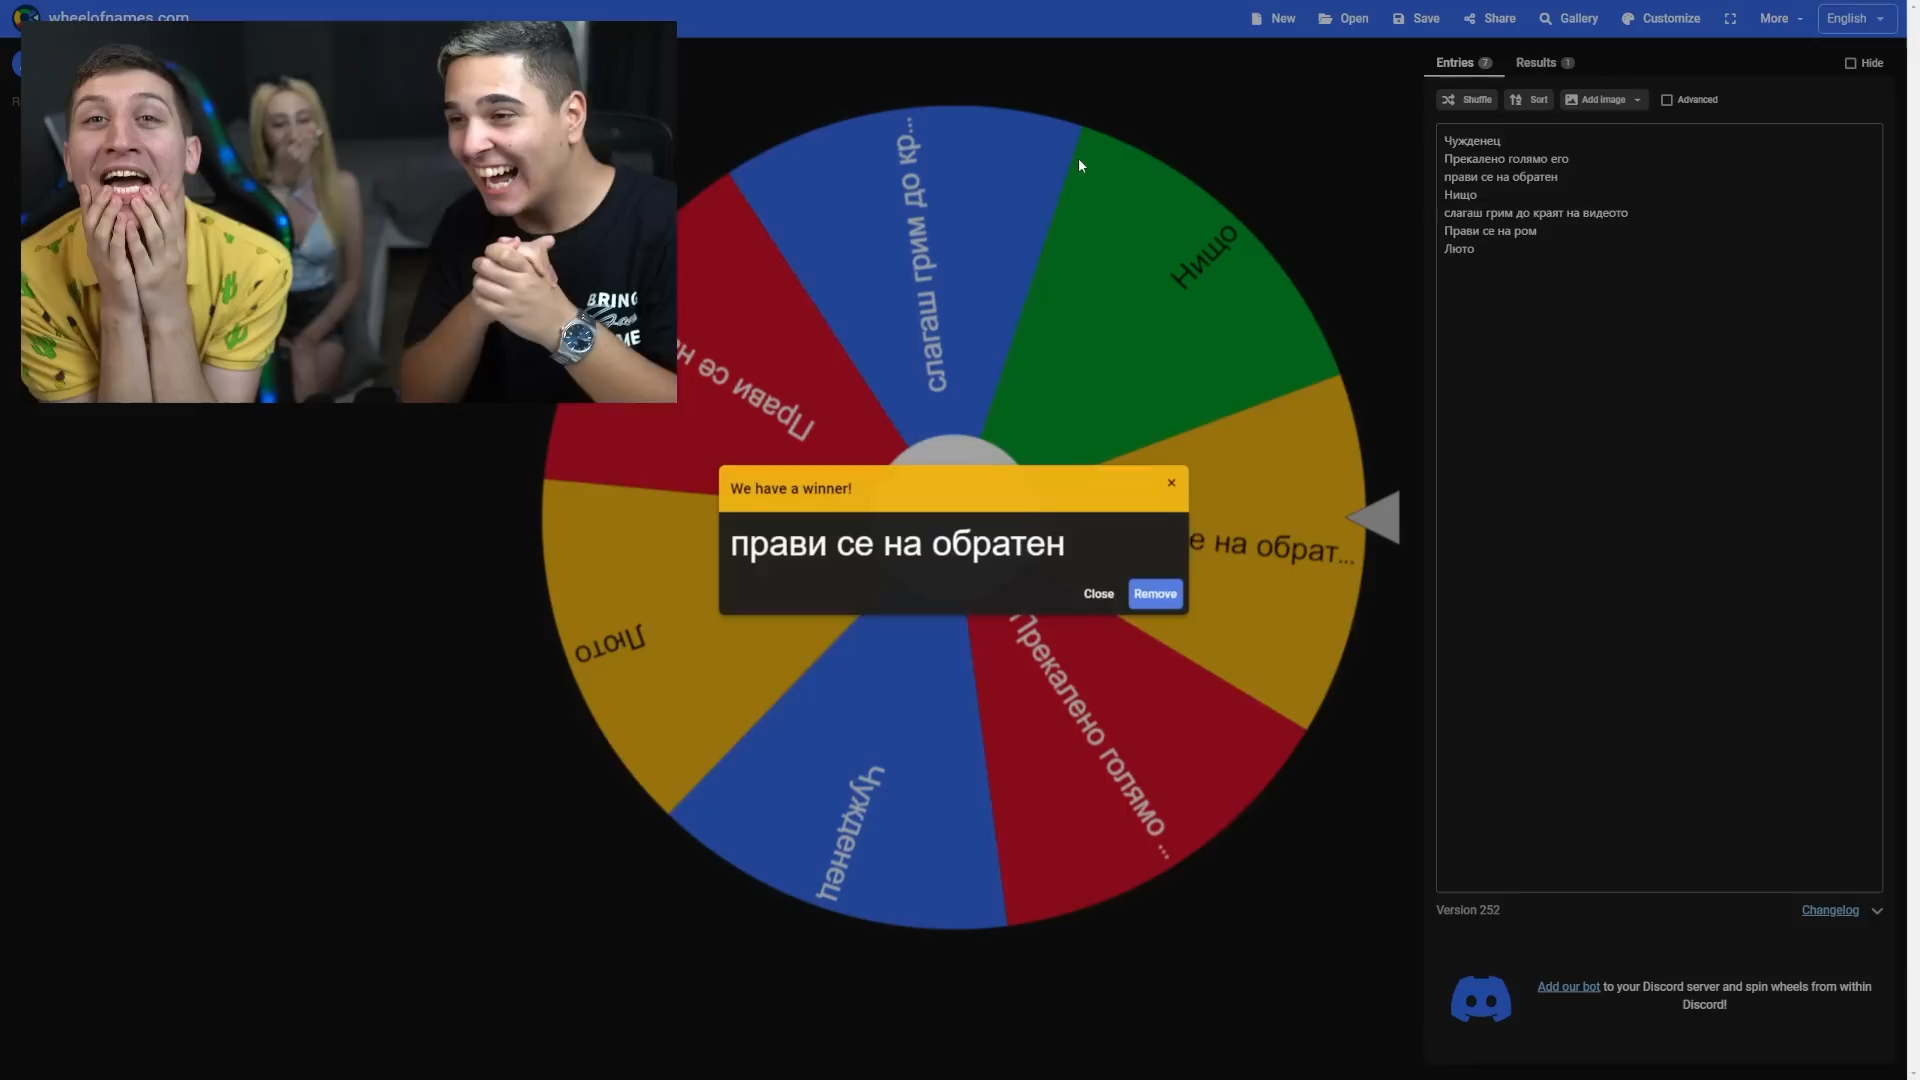 wheelofnames.com
New Open Save Share Gallery Customize More English
Entries 7 Results 1 Hide
Shuffle Sort Add image Advanced
Чужденец
Прекалено голямо его
прави се на обратен
Нищо
слагаш грим до краят на видеото
Прави се на ром
Люто
BRING
ME
слагаш грим до кр...
Нищо
Прави се
е на обрат...
Прекалено голямо ...
Чужденец
Люто
We have a winner!
×
прави се на обратен
Close Remove
Version 252 Changelog
Add our bot to your Discord server and spin wheels from within
Discord!